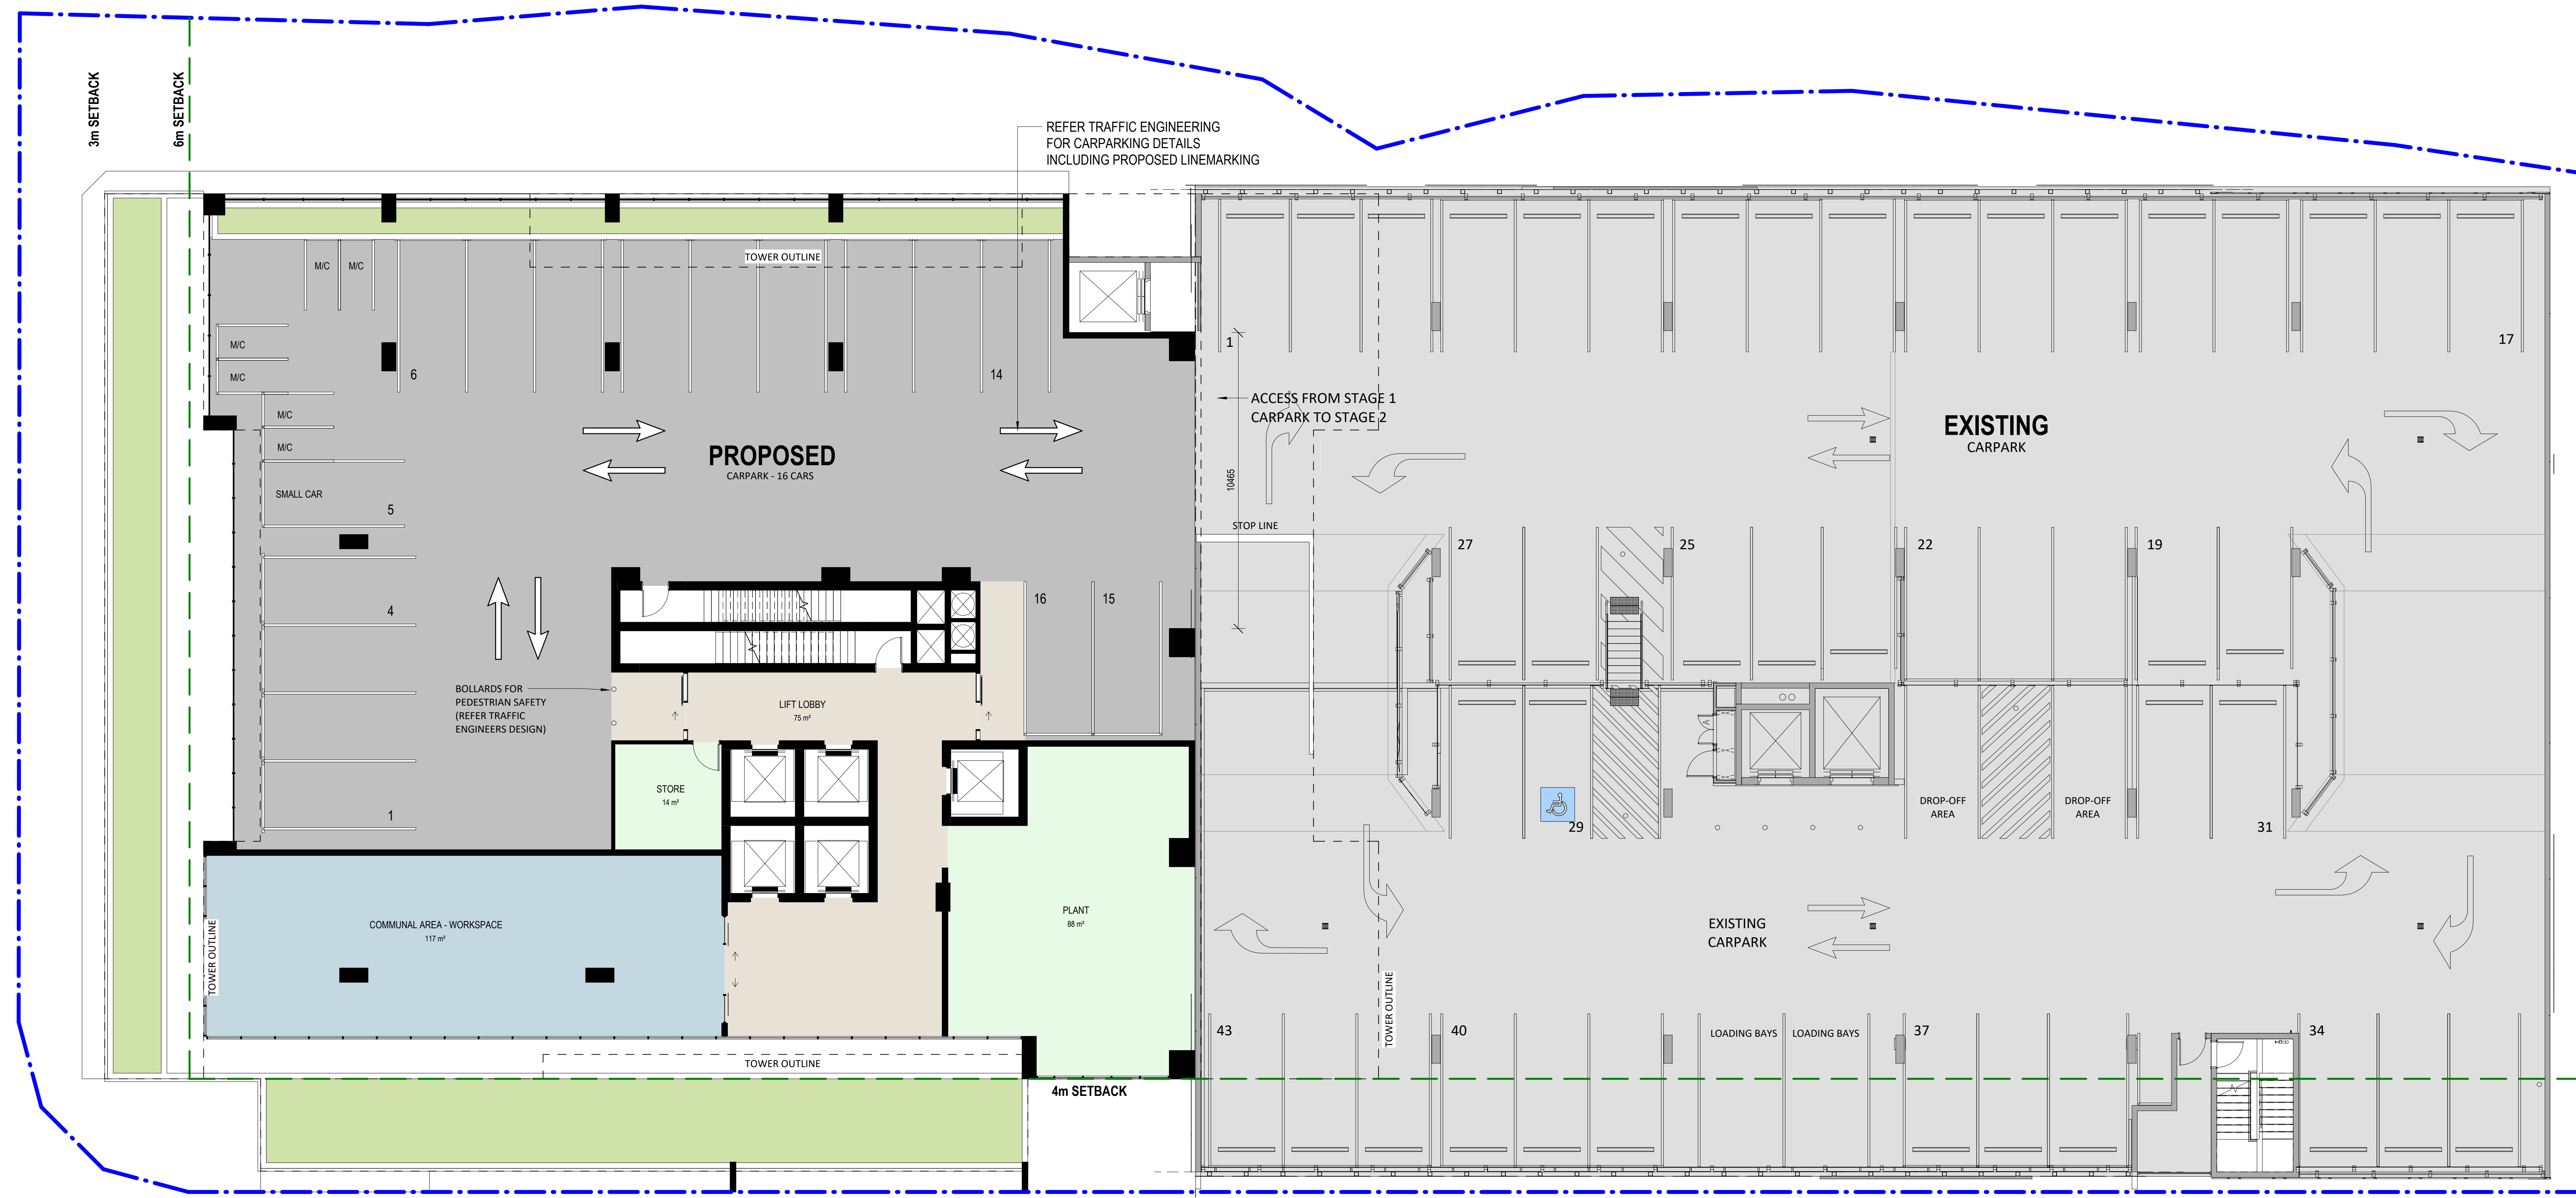 3m SETBACK
6m SETBACK
REFER TRAFFIC ENGINEERING
FOR CARPARKING DETAILS
INCLUDING PROPOSED LINEMARKING
TOWER OUTLINE
M/C
M/C
M/C
M/C
M/C
M/C
6
14
1
17
ACCESS FROM STAGE 1
CARPARK TO STAGE 2
PROPOSED
CARPARK - 16 CARS
EXISTING
CARPARK
10465
SMALL CAR
5
STOP LINE
27
25
22
19
4
16
15
BOLLARDS FOR
PEDESTRIAN SAFETY
(REFER TRAFFIC
ENGINEERS DESIGN)
LIFT LOBBY
75 m²
A
STORE
14 m²
1
29
DROP-OFF
AREA
DROP-OFF
AREA
31
COMMUNAL AREA - WORKSPACE
117 m²
PLANT
88 m²
EXISTING
CARPARK
TOWER OUTLINE
TOWER OUTLINE
43
40
LOADING BAYS
LOADING BAYS
37
34
TOWER OUTLINE
4m SETBACK